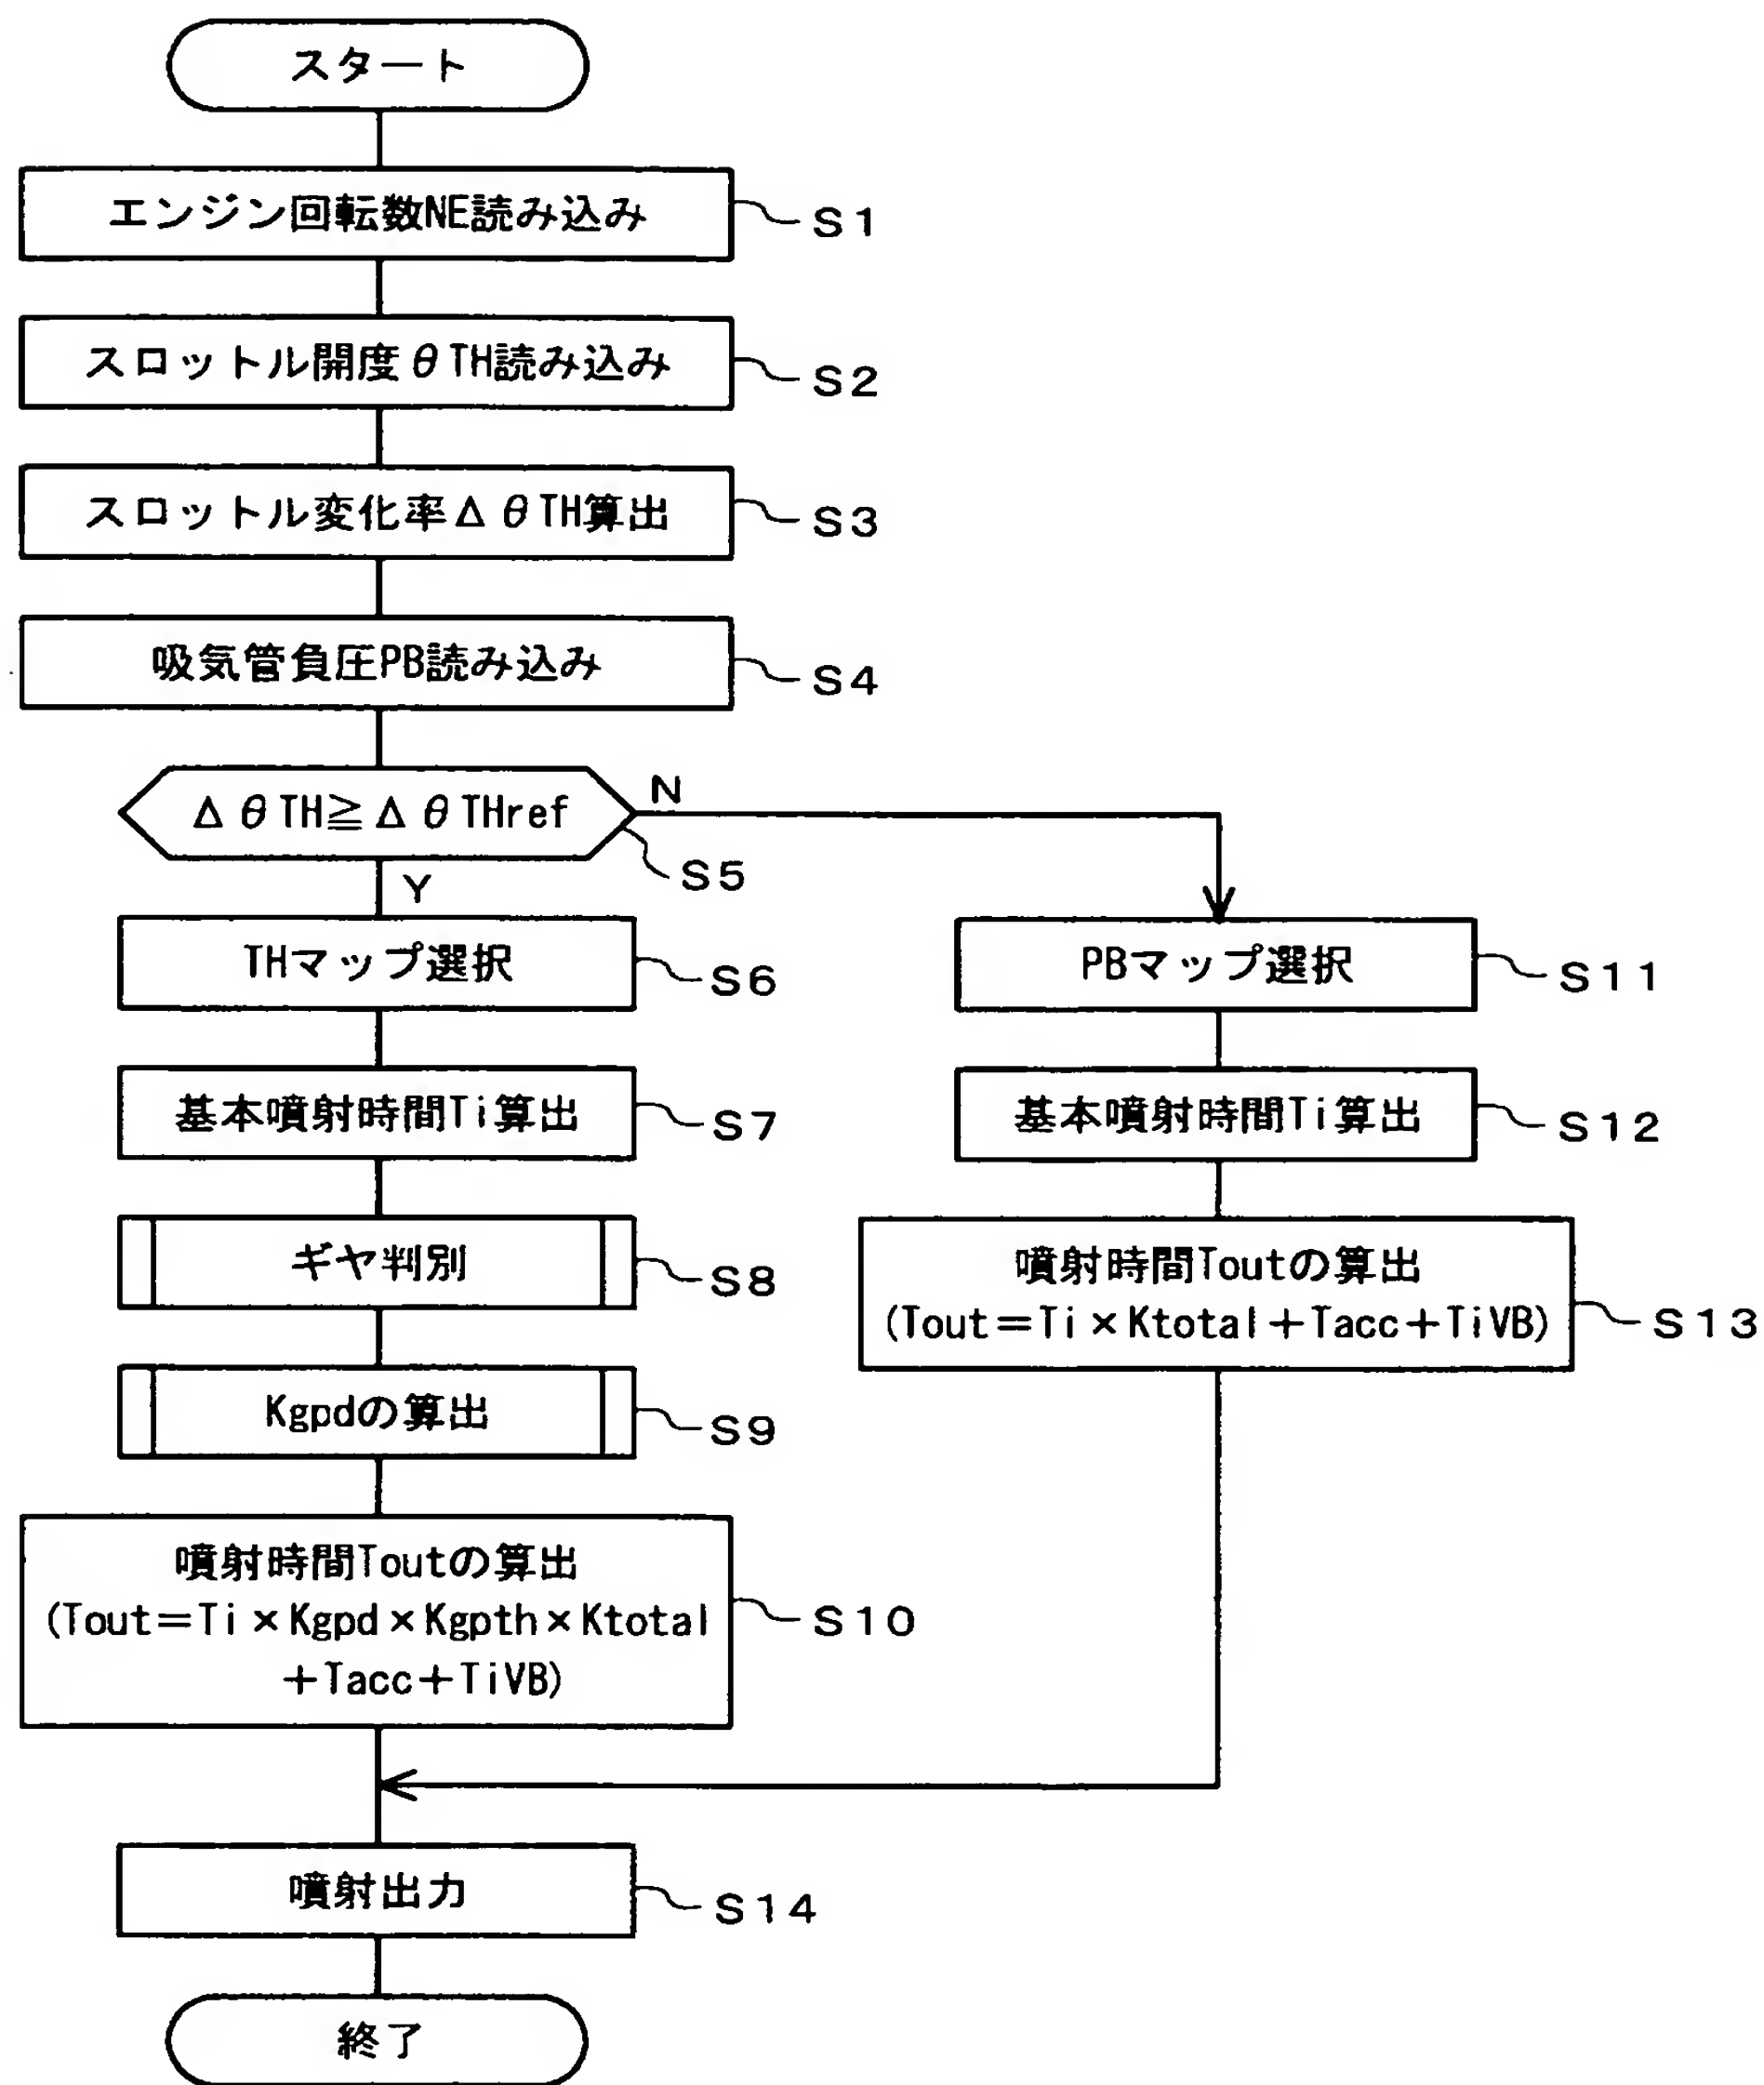 スタート
エンジン回転数NE読み込み
S1
スロットル開度θTH読み込み
S2
スロットル変化率ΔθTH算出
S3
吸気管負圧PB読み込み
S4
ΔθTH≧ΔθTHref
N
S5
Y
THマップ選択
S6
PBマップ選択
S11
基本噴射時間Ti算出
S7
基本噴射時間Ti算出
S12
ギヤ判別
S8
噴射時間Toutの算出
(Tout=Ti×Ktotal+Tacc+TiVB)
S13
Kgpdの算出
S9
噴射時間Toutの算出
(Tout=Ti×Kgpd×Kgpth×Ktotal
+Tacc+TiVB)
S10
噴射出力
S14
終了